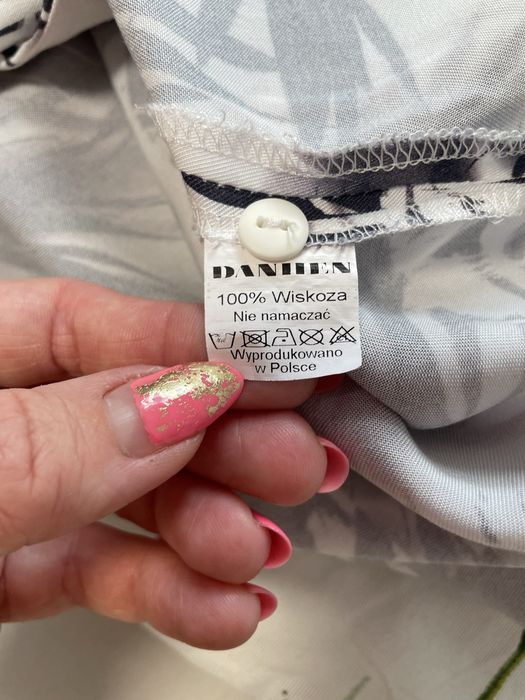 DANHEN
100% Wiskoza
Nie namaczać
Wyprodukowano
w Polsce